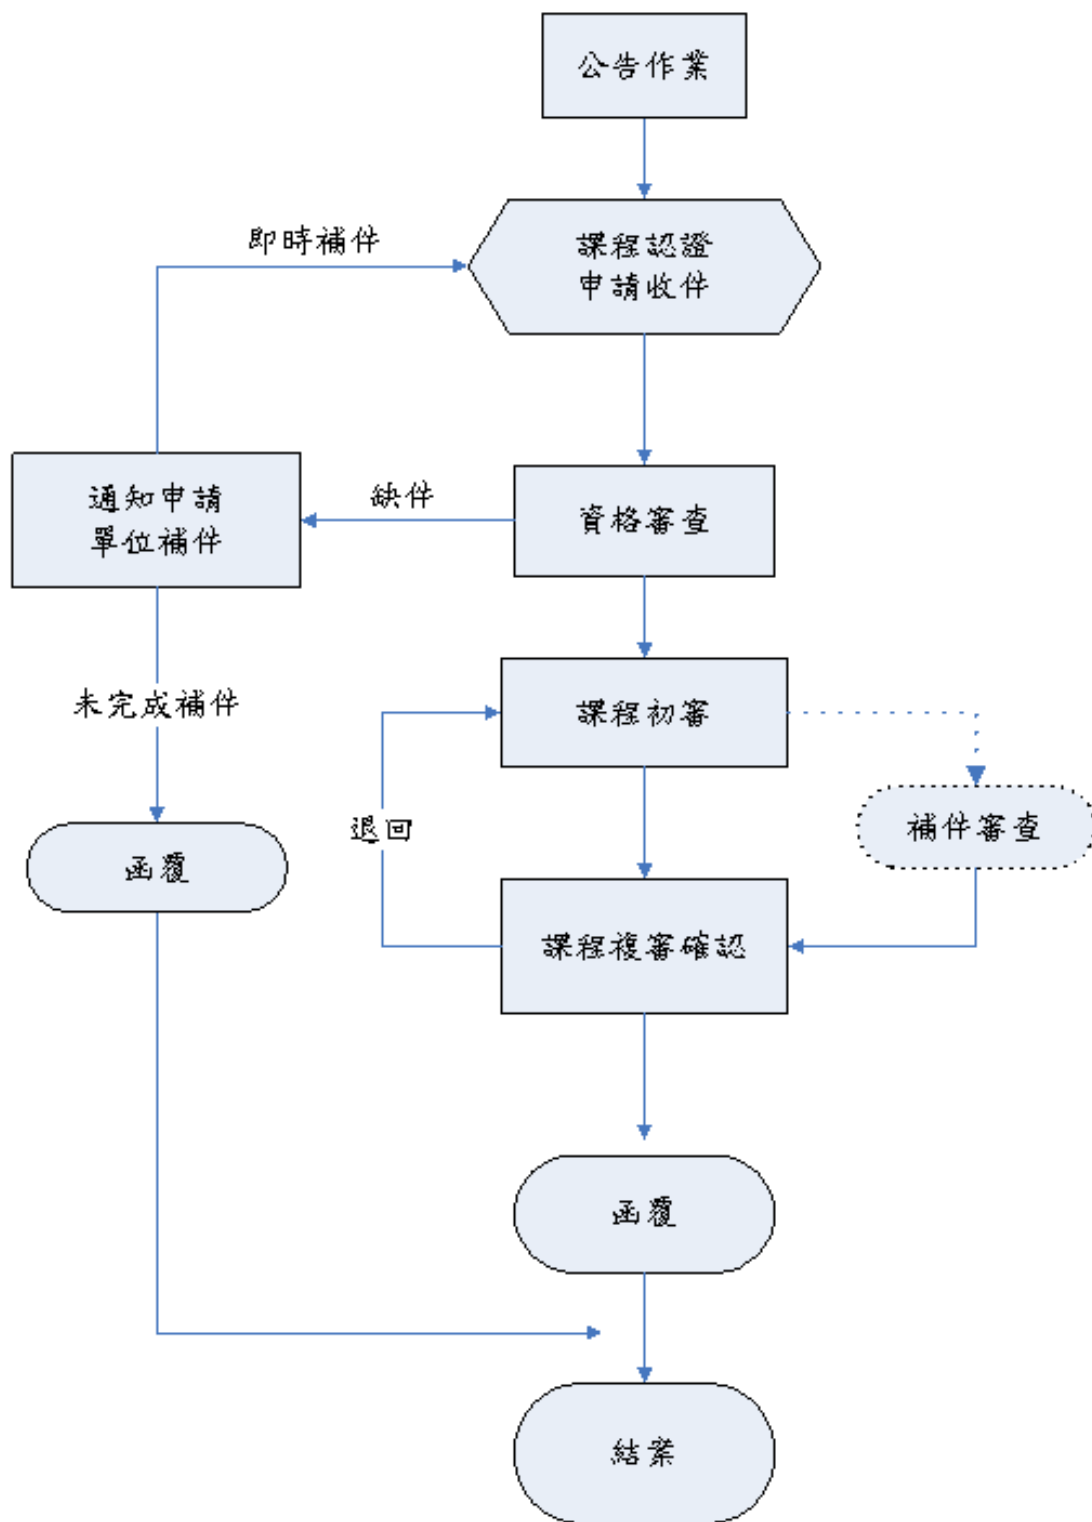 公告作業
即時補件
課程認證
申請收件
通知申請
單位補件
缺件
資格審查
未完成補件
課程初審
退回
補件審查
函覆
課程複審確認
函覆
結案